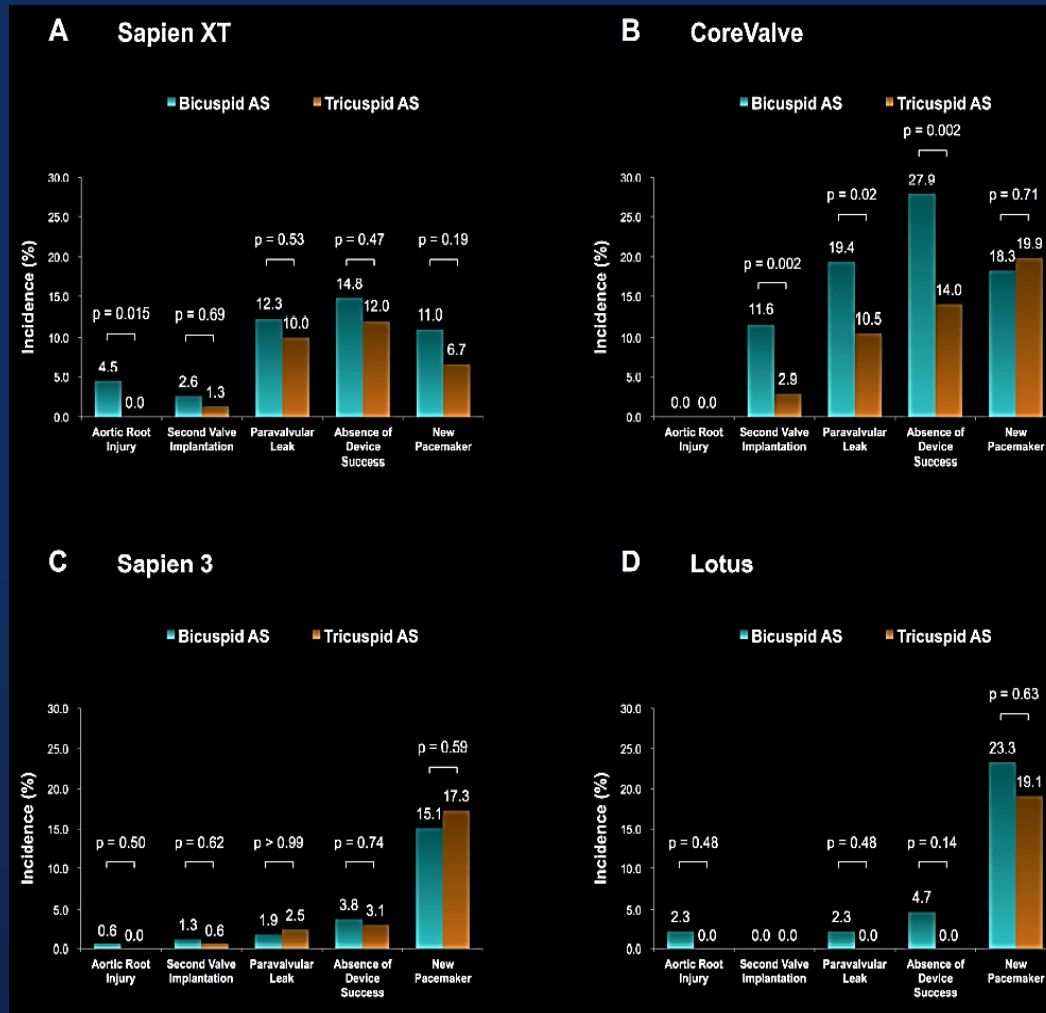 A Sapien XT
Bicuspid AS Tricuspid AS
Incidence (%)
30.0
25.0
20.0
15.0
10.0
5.0
0.0
p = 0.015
4.5 0.0
p = 0.69
2.6 1.3
p = 0.53
12.3 10.0
p = 0.47
14.8 12.0
p = 0.19
11.0 6.7
Aortic Root
Injury
Second Valve
Implantation
Paravalvular
Leak
Absence of
Device
Success
New
Pacemaker
B CoreValve
Bicuspid AS Tricuspid AS
Incidence (%)
30.0
25.0
20.0
15.0
10.0
5.0
0.0
0.0 0.0
p = 0.002
11.6 2.9
p = 0.02
19.4 10.5
p = 0.002
27.9 14.0
p = 0.71
18.3 19.9
Aortic Root
Injury
Second Valve
Implantation
Paravalvular
Leak
Absence of
Device
Success
New
Pacemaker
C Sapien 3
Bicuspid AS Tricuspid AS
Incidence (%)
30.0
25.0
20.0
15.0
10.0
5.0
0.0
p = 0.50
0.6 0.0
p = 0.62
1.3 0.6
p > 0.99
1.9 2.5
p = 0.74
3.8 3.1
p = 0.59
15.1 17.3
Aortic Root
Injury
Second Valve
Implantation
Paravalvular
Leak
Absence of
Device
Success
New
Pacemaker
D Lotus
Bicuspid AS Tricuspid AS
Incidence (%)
30.0
25.0
20.0
15.0
10.0
5.0
0.0
p = 0.48
2.3 0.0
0.0 0.0
p = 0.48
2.3 0.0
p = 0.14
4.7 0.0
p = 0.63
23.3 19.1
Aortic Root
Injury
Second Valve
Implantation
Paravalvular
Leak
Absence of
Device
Success
New
Pacemaker